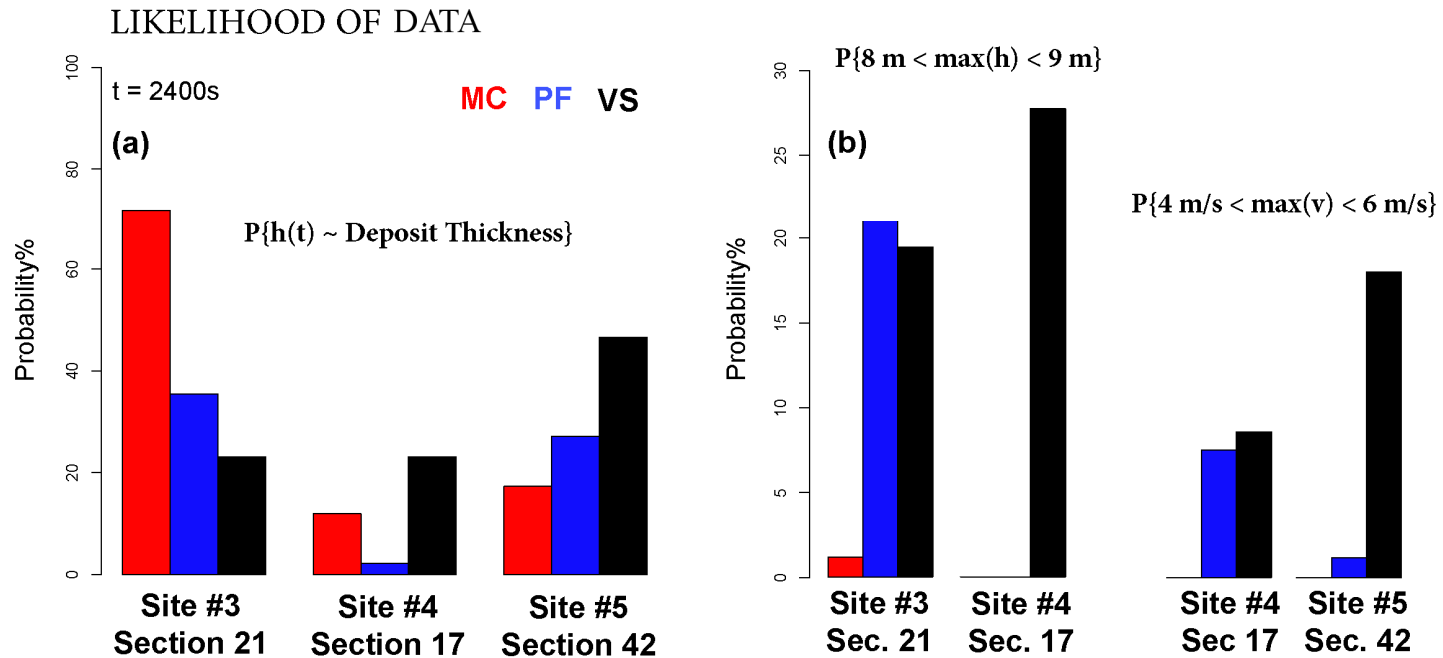 LIKELIHOOD OF DATA
t = 2400s
MC PF VS
(a)
P{h(t) ~ Deposit Thickness}
Probability%
100
80
60
40
20
0
Site #3
Section 21
Site #4
Section 17
Site #5
Section 42
P{8 m < max(h) < 9 m}
(b)
P{4 m/s < max(v) < 6 m/s}
Probability%
30
25
20
15
10
5
0
Site #3
Sec. 21
Site #4
Sec. 17
Site #4
Sec 17
Site #5
Sec. 42